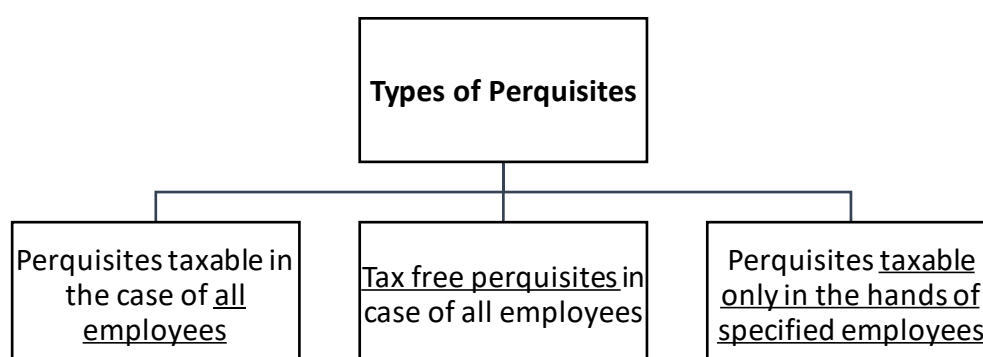 Types of Perquisites
Perquisites taxable in
the case of all
employees
Tax free perquisites in
case of all employees
Perquisites taxable
only in the hands of
specified employees